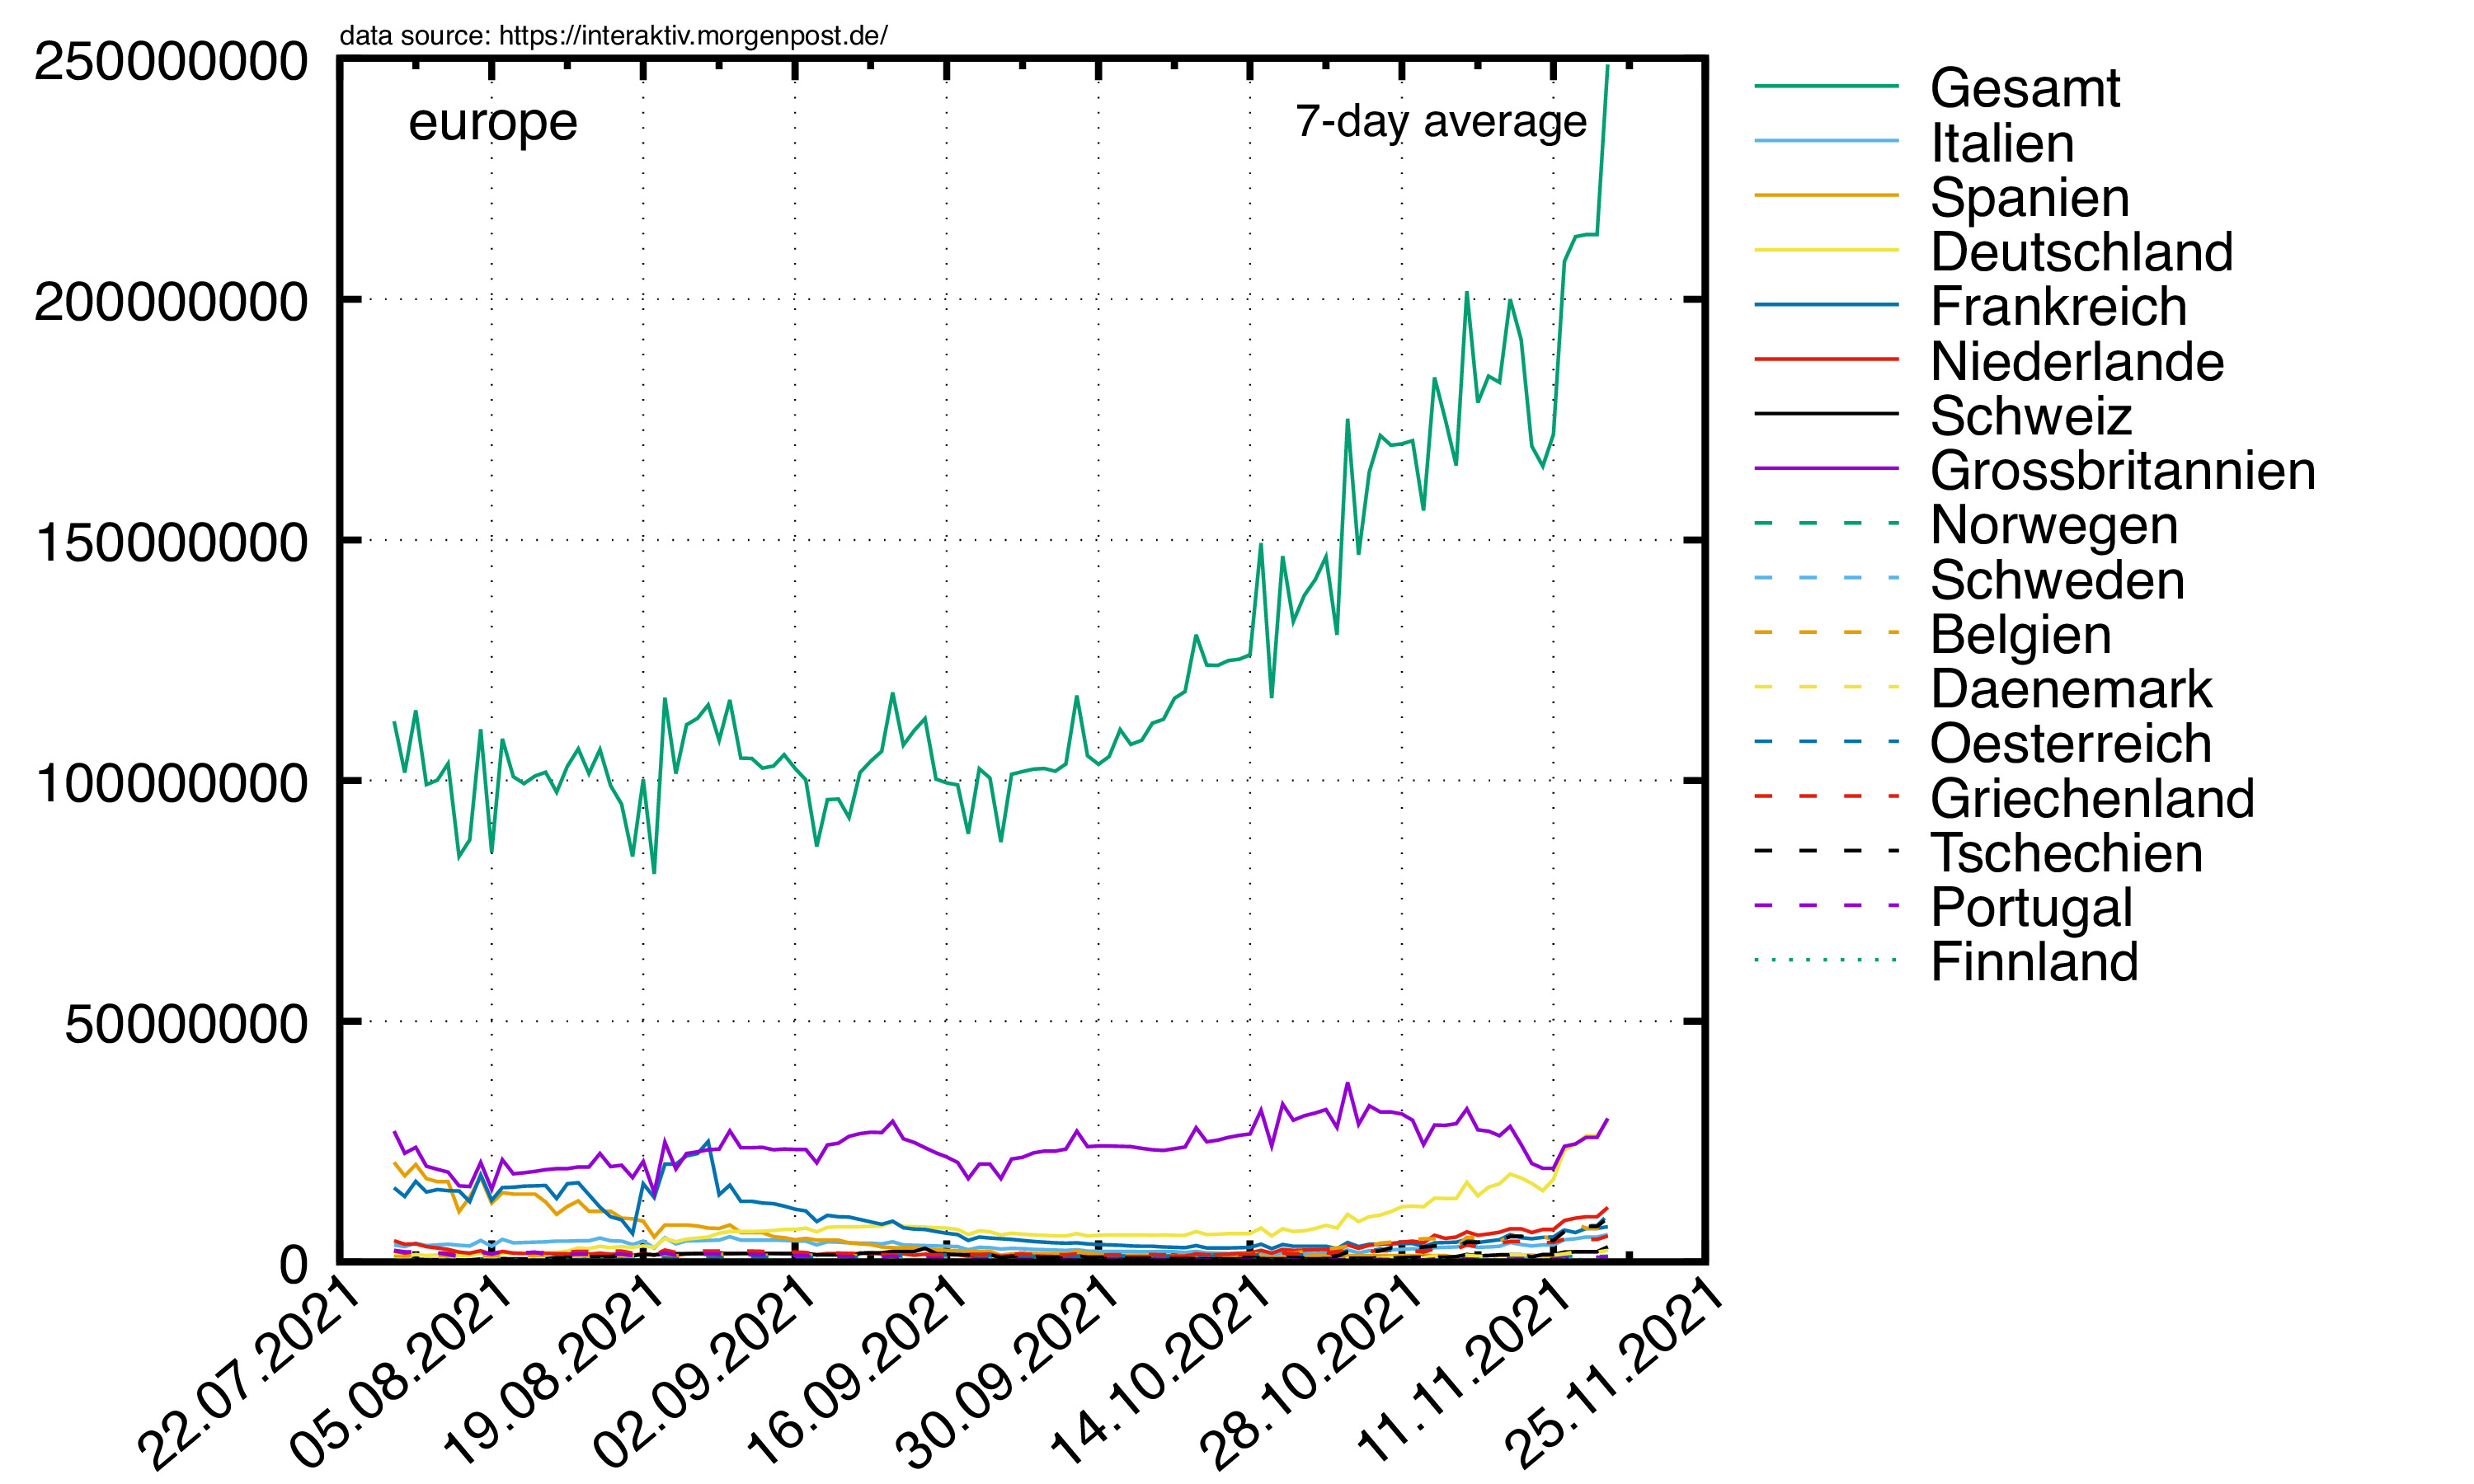 data source: https://interaktiv.morgenpost.de/
europe
7-day average
250000000
200000000
150000000
100000000
50000000
0
22.07.2021
05.08.2021
19.08.2021
02.09.2021
16.09.2021
30.09.2021
14.10.2021
28.10.2021
11.11.2021
25.11.2021
Gesamt
Italien
Spanien
Deutschland
Frankreich
Niederlande
Schweiz
Grossbritannien
Norwegen
Schweden
Belgien
Daenemark
Oesterreich
Griechenland
Tschechien
Portugal
Finnland